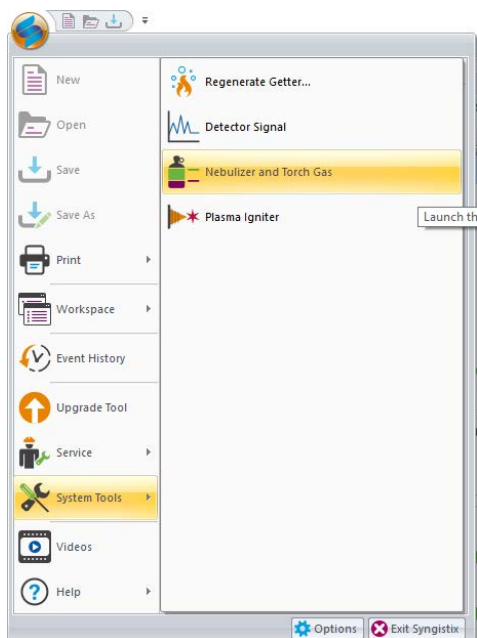 New
Open
Save
Save As
Print
Workspace
Event History
Upgrade Tool
Service
System Tools
Videos
Help
Regenerate Getter...
Detector Signal
Nebulizer and Torch Gas
Plasma Igniter
Launch th
Options
Exit Syngistix